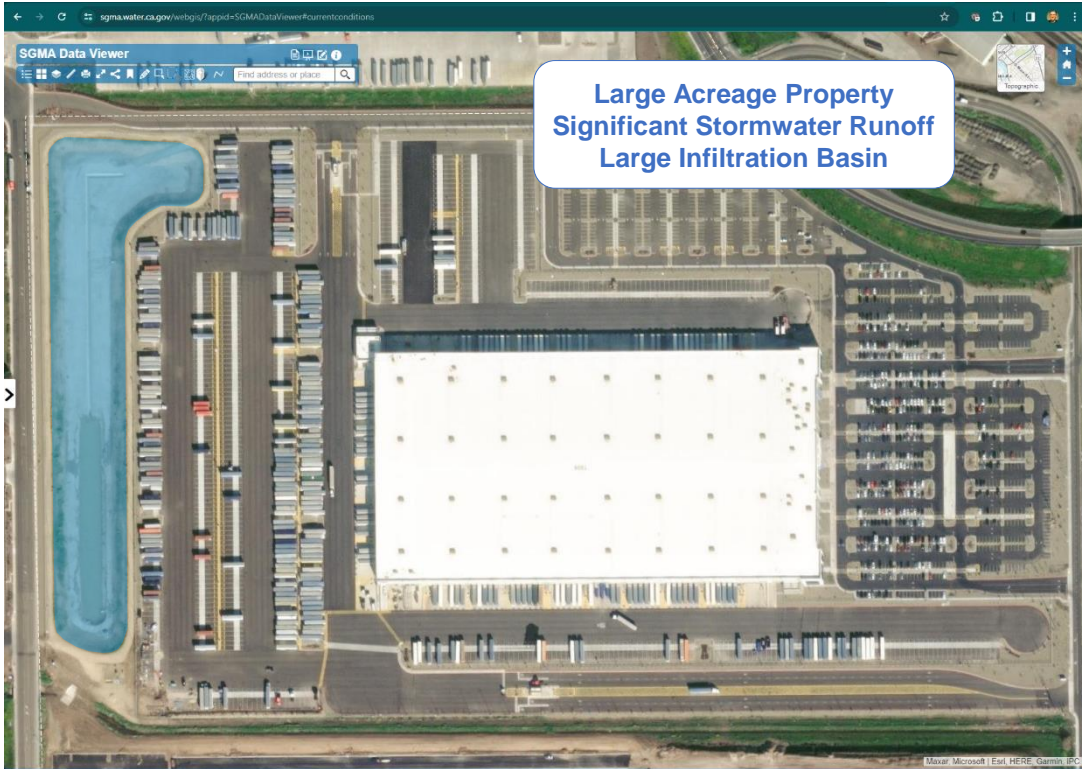 sgma.water.ca.gov/webgis/?appid=SGMADataViewer#currentconditions
SGMA Data Viewer
Find address or place
Topographic
Large Acreage Property
Significant Stormwater Runoff
Large Infiltration Basin
Maxar, Microsoft | Esri, HERE, Garmin, IPC